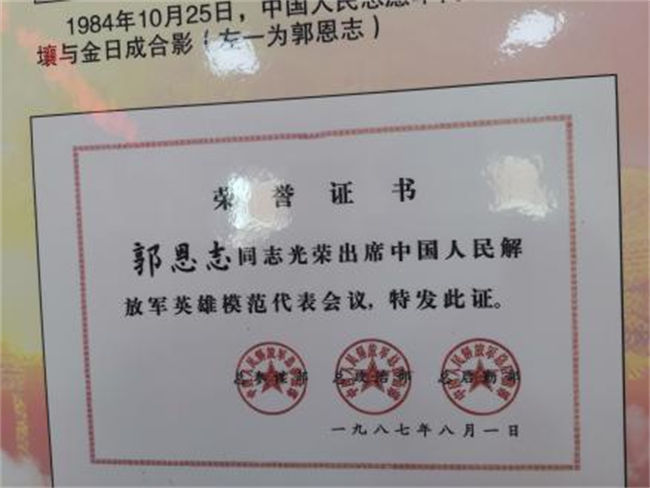 1984年10月25日，中国人民志愿军
壤与金日成合影（左一为郭恩志）
荣誉证书
郭恩志同志光荣出席中国人民解
放军英雄模范代表会议，特发此证。
总参谋部 总政治部 总后勤部
一九八七年八月一日